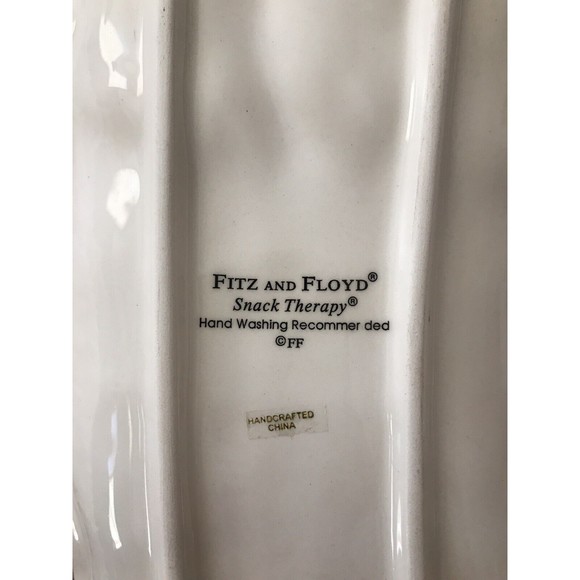 FITZ AND FLOYD®
Snack Therapy®
Hand Washing Recommer ded
©FF
HANDCRAFTED
CHINA